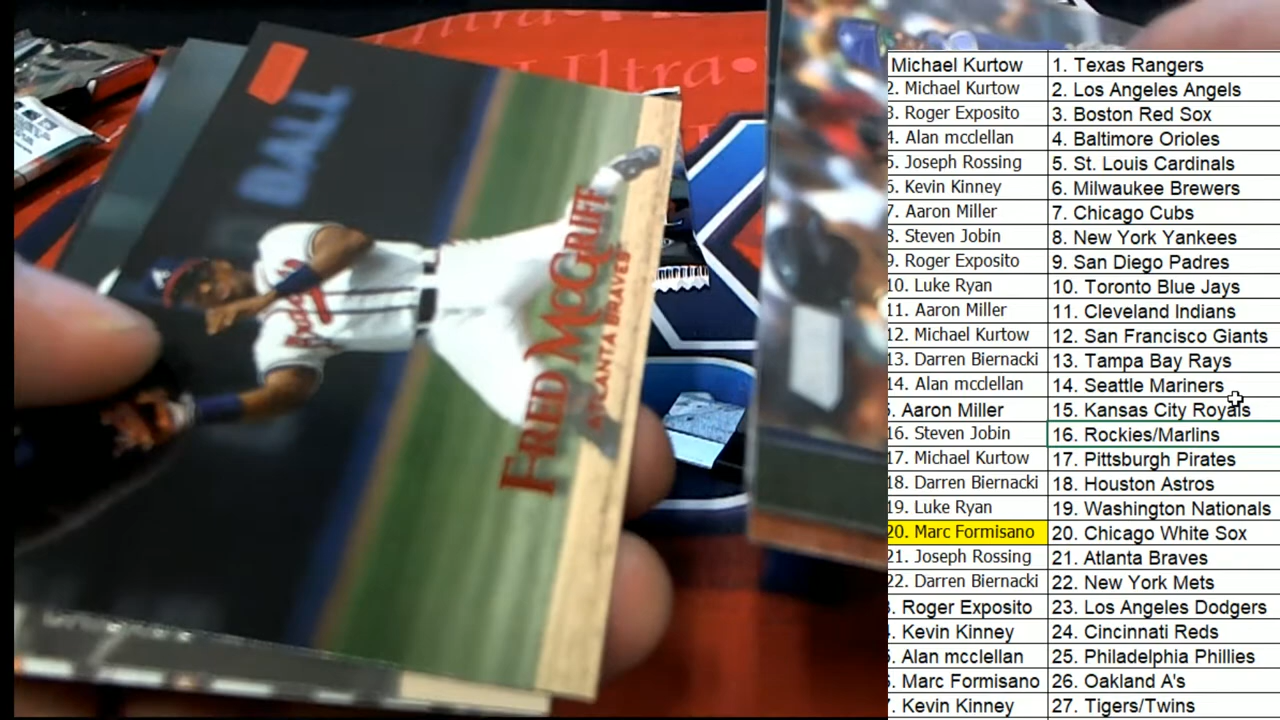 BALL
Ultra
FRED MCGRIFF
ATLANTA BRAVES
Braves
Michael Kurtow 1. Texas Rangers
2. Michael Kurtow 2. Los Angeles Angels
3. Roger Exposito 3. Boston Red Sox
4. Alan mcclellan 4. Baltimore Orioles
5. Joseph Rossing 5. St. Louis Cardinals
6. Kevin Kinney 6. Milwaukee Brewers
7. Aaron Miller 7. Chicago Cubs
8. Steven Jobin 8. New York Yankees
9. Roger Exposito 9. San Diego Padres
10. Luke Ryan 10. Toronto Blue Jays
11. Aaron Miller 11. Cleveland Indians
12. Michael Kurtow 12. San Francisco Giants
13. Darren Biernacki 13. Tampa Bay Rays
14. Alan mcclellan 14. Seattle Mariners
5. Aaron Miller 15. Kansas City Royals
16. Steven Jobin 16. Rockies/Marlins
17. Michael Kurtow 17. Pittsburgh Pirates
18. Darren Biernacki 18. Houston Astros
19. Luke Ryan 19. Washington Nationals
20. Marc Formisano 20. Chicago White Sox
21. Joseph Rossing 21. Atlanta Braves
22. Darren Biernacki 22. New York Mets
. Roger Exposito 23. Los Angeles Dodgers
. Kevin Kinney 24. Cincinnati Reds
. Alan mcclellan 25. Philadelphia Phillies
. Marc Formisano 26. Oakland A's
. Kevin Kinney 27. Tigers/Twins